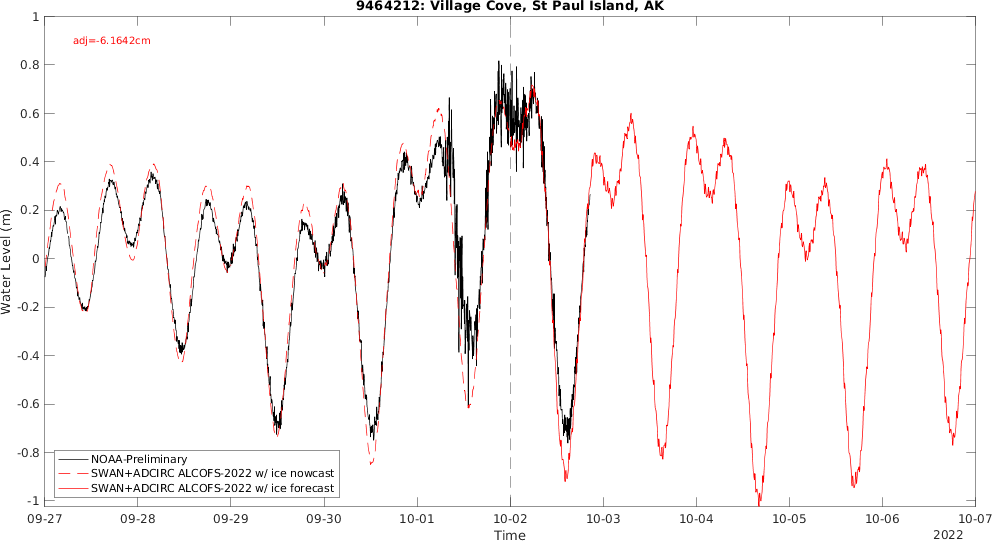 9464212: Village Cove, St Paul Island, AK
adj=-6.1642cm
Water Level (m)
1
0.8
0.6
0.4
0.2
0
-0.2
-0.4
-0.6
-0.8
-1
NOAA-Preliminary
SWAN+ADCIRC ALCOFS-2022 w/ ice nowcast
SWAN+ADCIRC ALCOFS-2022 w/ ice forecast
09-27 09-28 09-29 09-30 10-01 10-02 10-03 10-04 10-05 10-06 10-07
Time
2022